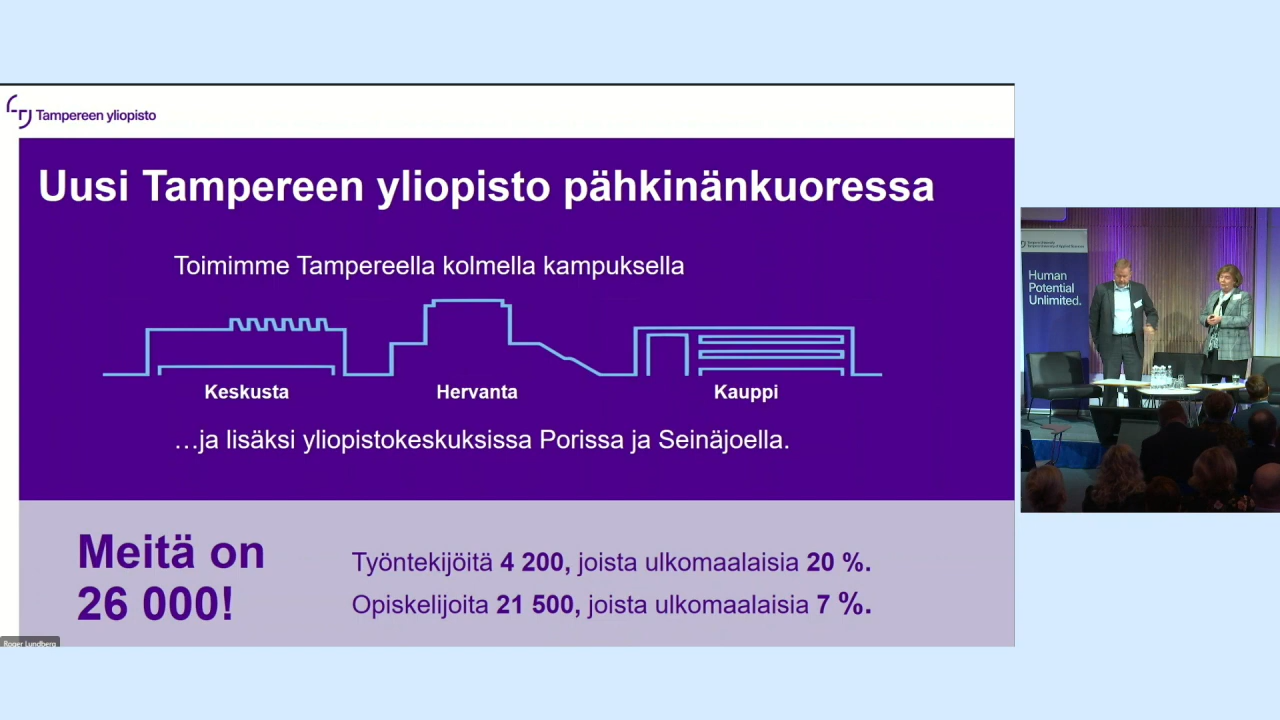 Tampereen yliopisto
Uusi Tampereen yliopisto pähkinänkuoressa
Toimimme Tampereella kolmella kampuksella
Keskusta
Hervanta
Kauppi
…ja lisäksi yliopistokeskuksissa Porissa ja Seinäjoella.
Meitä on
26 000!
Työntekijöitä 4 200, joista ulkomaalaisia 20 %.
Opiskelijoita 21 500, joista ulkomaalaisia 7 %.
Roger Lundberg
Human
Potential
Unlimited.